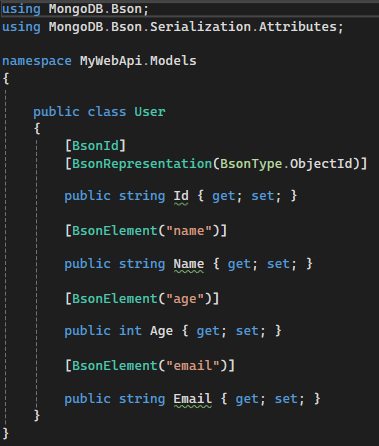 using MongoDB.Bson;
using MongoDB.Bson.Serialization.Attributes;
namespace MyWebApi.Models
{
public class User
{
[BsonId]
[BsonRepresentation(BsonType.ObjectId)]
public string Id { get; set; }
[BsonElement("name")]
public string Name { get; set; }
[BsonElement("age")]
public int Age { get; set; }
[BsonElement("email")]
public string Email { get; set; }
}
}